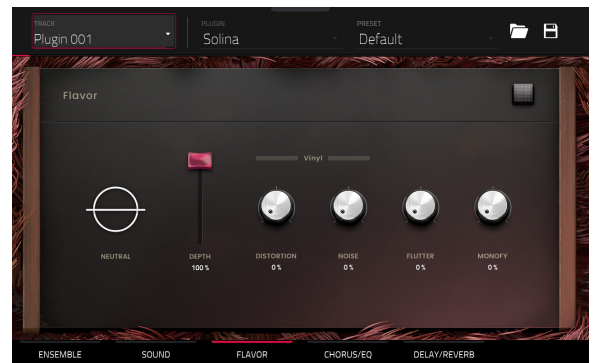 TRACK
Plugin 001
PLUGIN
Solina
PRESET
Default
Flavor
Vinyl
NEUTRAL
DEPTH
100 %
DISTORTION
0 %
NOISE
0 %
FLUTTER
0 %
MONOFY
0 %
ENSEMBLE
SOUND
FLAVOR
CHORUS/EQ
DELAY/REVERB